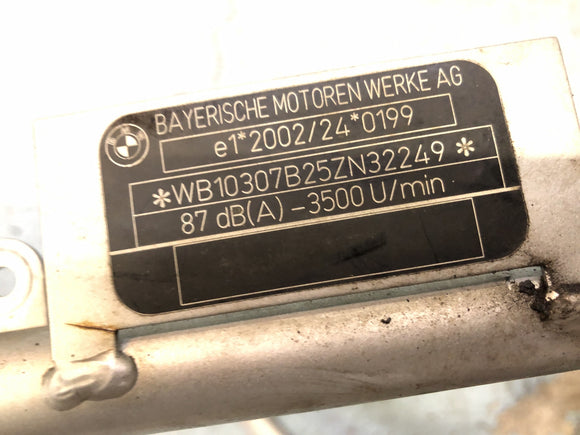 BAYERISCHE MOTOREN WERKE AG
e1*2002/24*0199
*WB10307B25ZN32249*
87 dB(A) - 3500 U/min